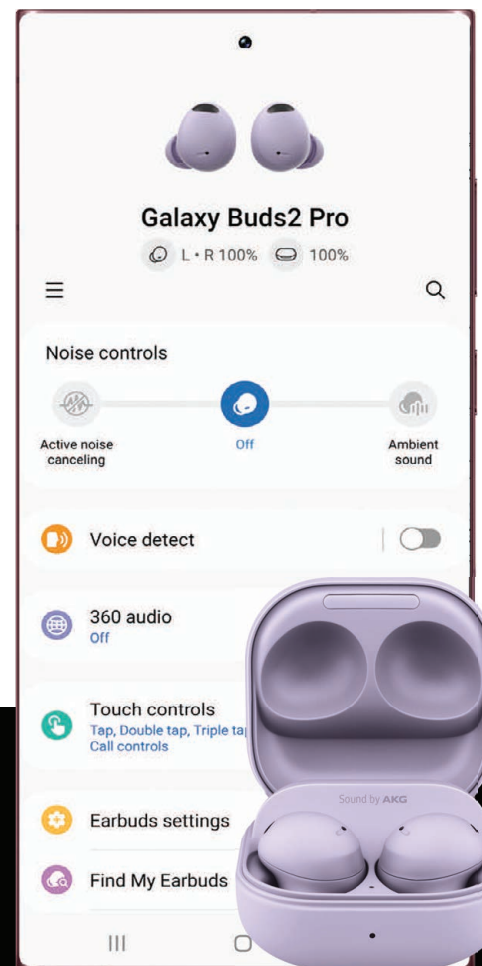 Galaxy Buds2 Pro
L • R 100% 100%
Noise controls
Active noise
canceling
Off
Ambient
sound
Voice detect
360 audio
Off
Touch controls
Tap, Double tap, Triple
Call controls
Earbuds settings
Find My Earbuds
Sound by AKG